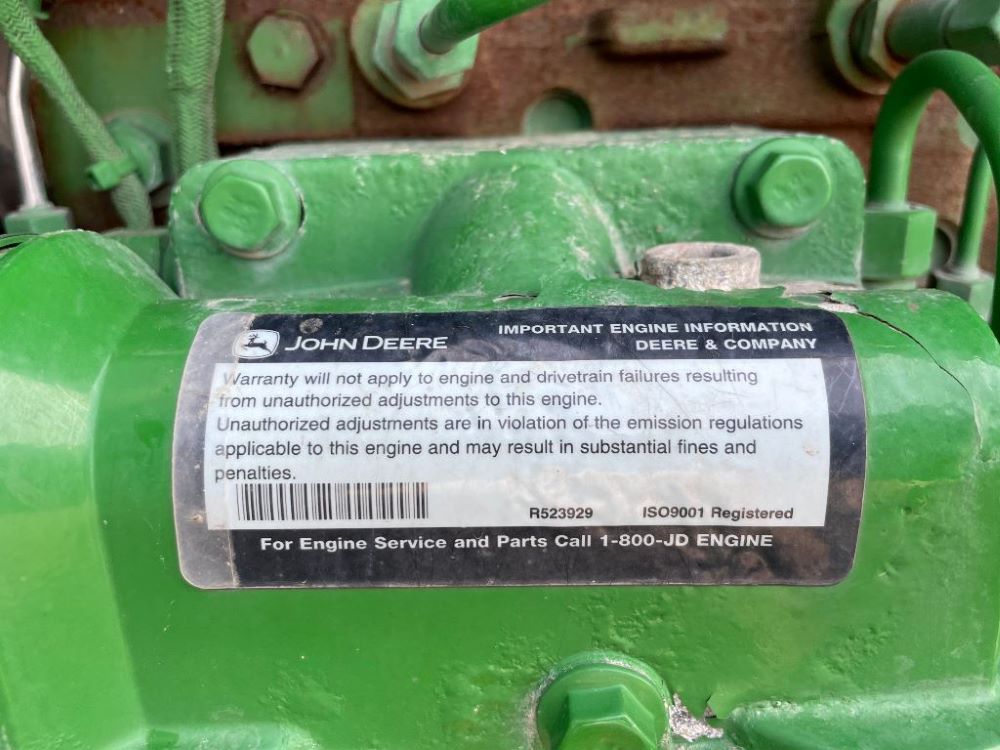 JOHN DEERE
IMPORTANT ENGINE INFORMATION
DEERE & COMPANY
Warranty will not apply to engine and drivetrain failures resulting
from unauthorized adjustments to this engine.
Unauthorized adjustments are in violation of the emission regulations
applicable to this engine and may result in substantial fines and
penalties.
R523929 ISO9001 Registered
For Engine Service and Parts Call 1-800-JD ENGINE